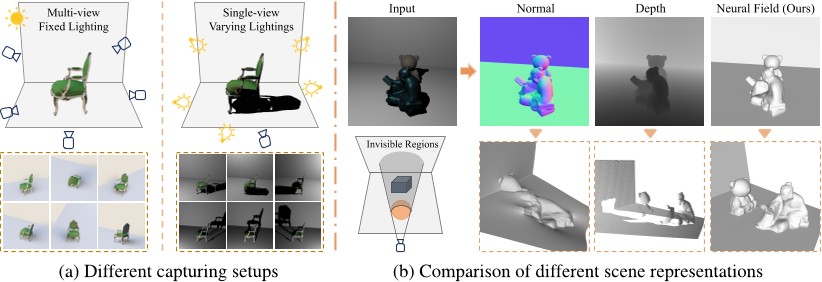 Multi-view
Fixed Lighting
Single-view
Varying Lightings
(a) Different capturing setups
Input
Normal
Depth
Neural Field (Ours)
Invisible Regions
(b) Comparison of different scene representations